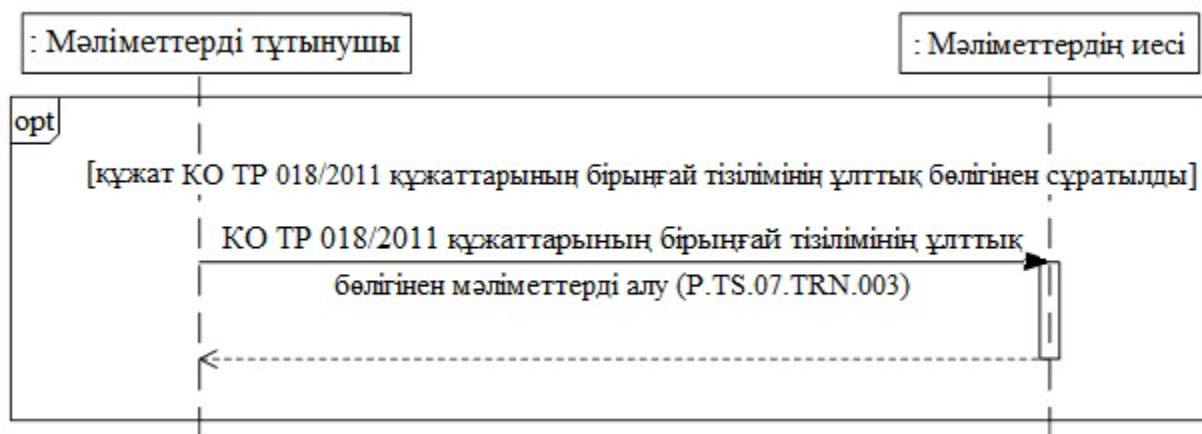 : Мәліметтерді тұтынушы
: Мәліметтердің иесі
opt
[құжат КО ТР 018/2011 құжаттарының бірыңғай тізілімінің ұлттық бөлігінен сұратылды]
КО ТР 018/2011 құжаттарының бірыңғай тізілімінің ұлттық
бөлігінен мәліметтерді алу (P.TS.07.TRN.003)